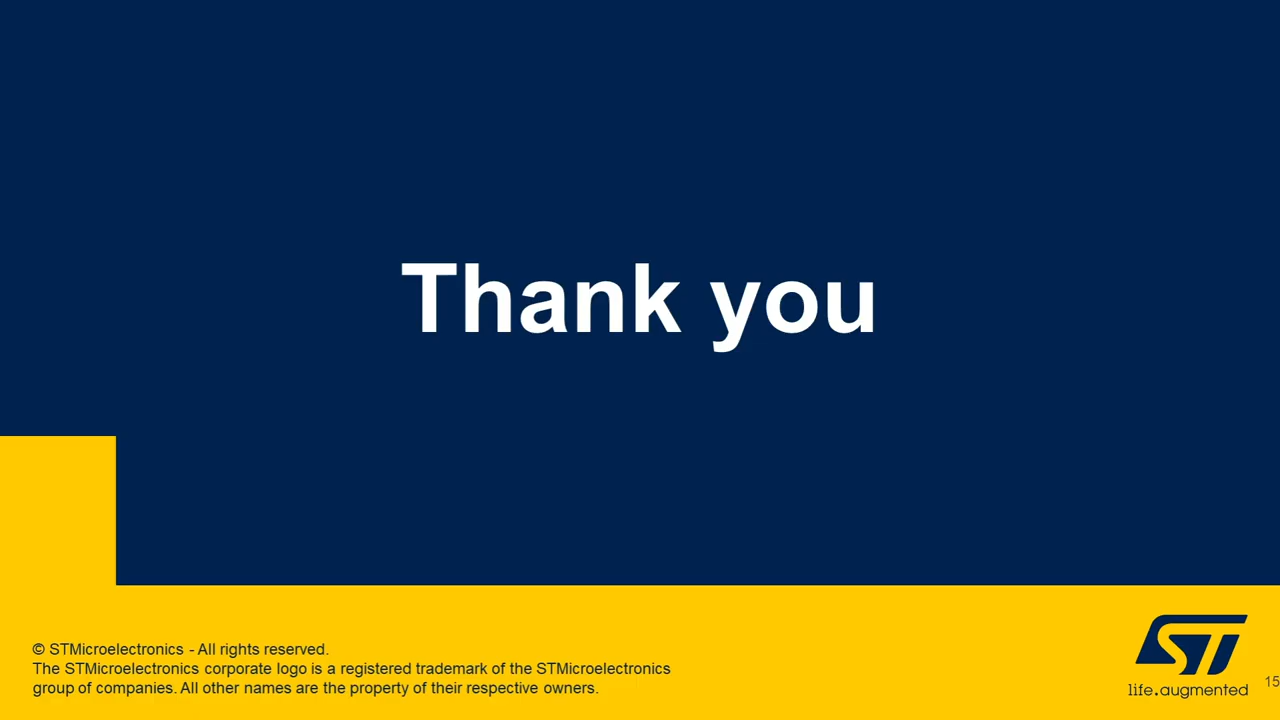 Thank you
© STMicroelectronics - All rights reserved.
The STMicroelectronics corporate logo is a registered trademark of the STMicroelectronics
group of companies. All other names are the property of their respective owners.
ST
life.augmented
15